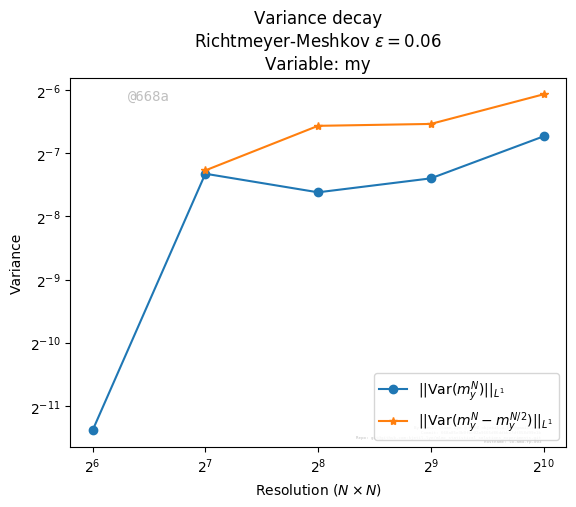 Variance decay
Richtmeyer-Meshkov ε = 0.06
Variable: my
@668a
2^{-6}
2^{-7}
2^{-8}
2^{-9}
2^{-10}
2^{-11}
Variance
||Var(m_y^N)||_{L^1}
||Var(m_y^N − m_y^{N/2})||_{L^1}
2^6
2^7
2^8
2^9
2^{10}
Resolution (N × N)